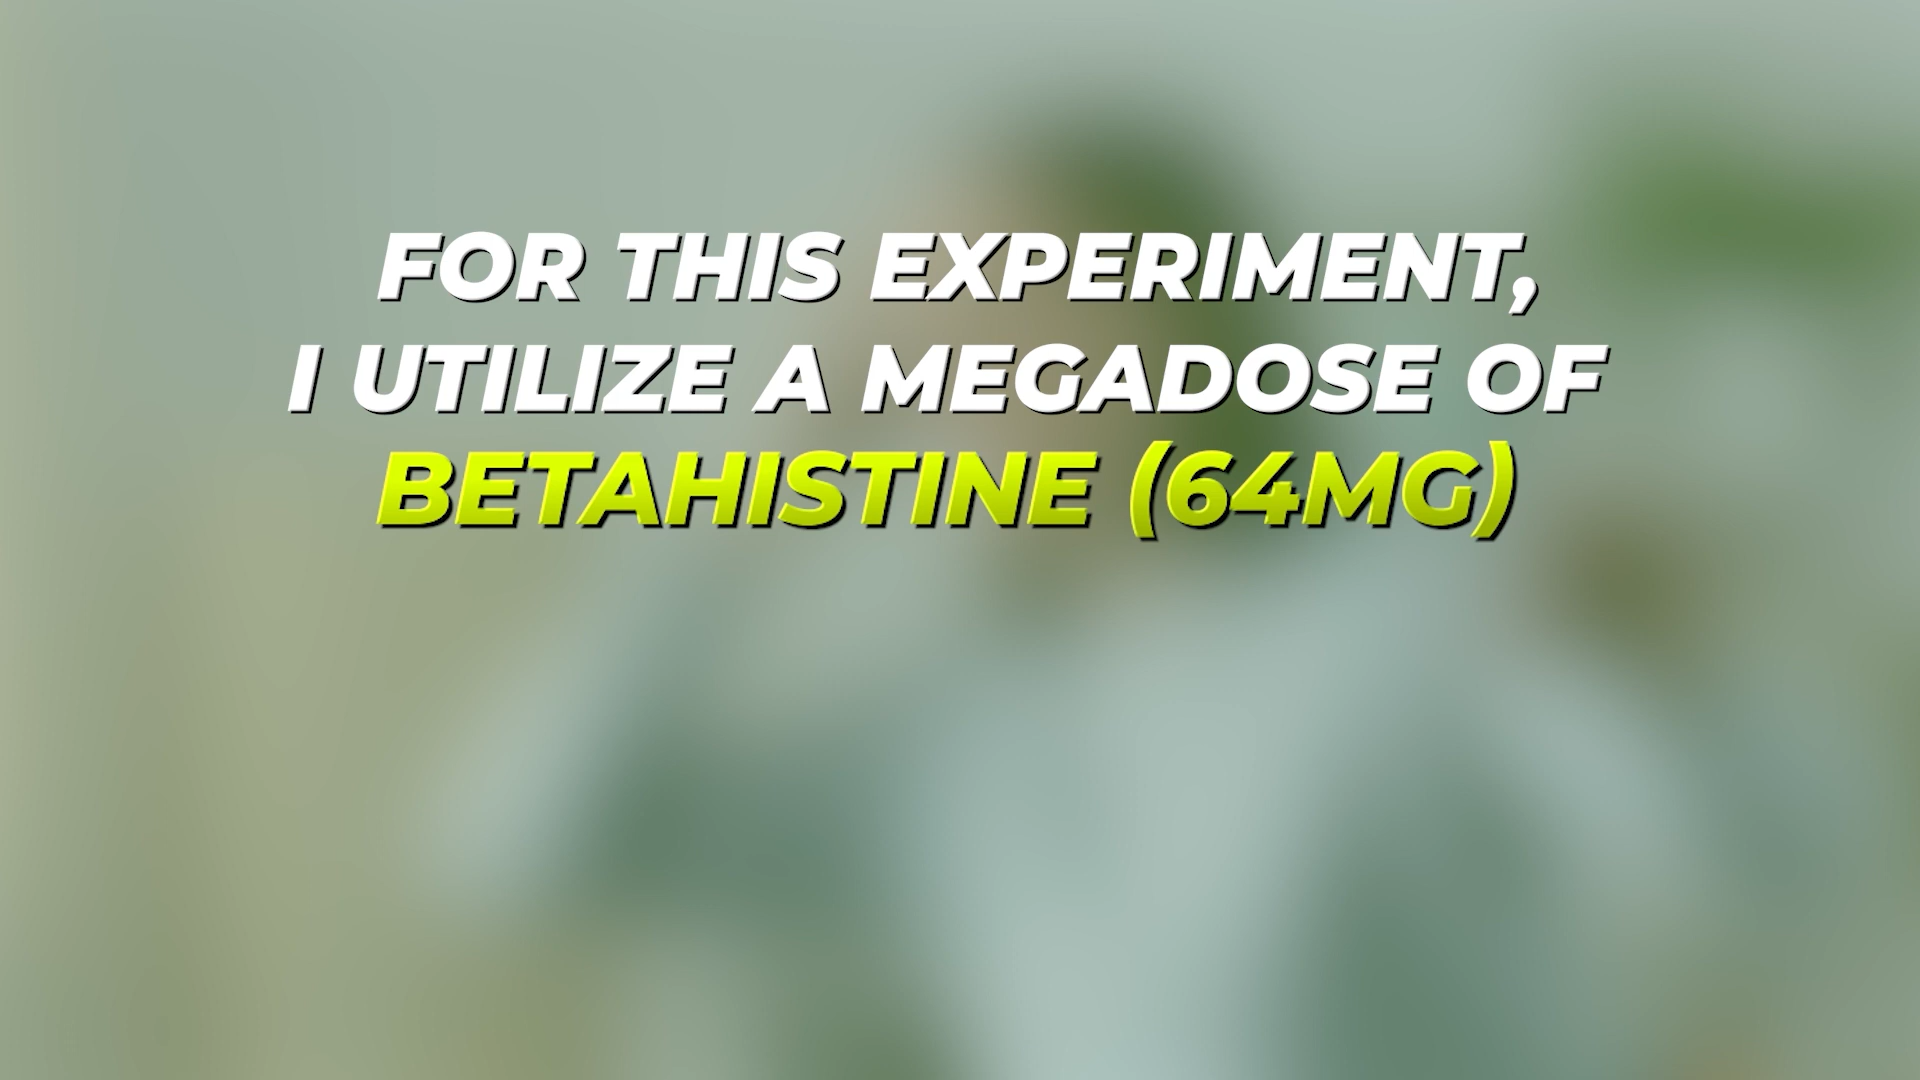 FOR THIS EXPERIMENT,
I UTILIZE A MEGADOSE OF
BETAHISTINE (64MG)